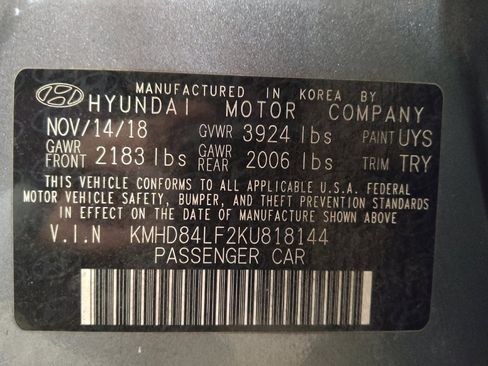 MANUFACTURED IN KOREA BY
HYUNDAI MOTOR COMPANY
NOV/14/18 GVWR 3924 lbs PAINT UYS
GAWR FRONT 2183 lbs GAWR REAR 2006 lbs TRIM TRY
THIS VEHICLE CONFORMS TO ALL APPLICABLE U.S.A. FEDERAL
MOTOR VEHICLE SAFETY, BUMPER, AND THEFT PREVENTION STANDARDS
IN EFFECT ON THE DATE OF MANUFACTURE SHOWN ABOVE.
V.I.N KMHD84LF2KU818144
PASSENGER CAR